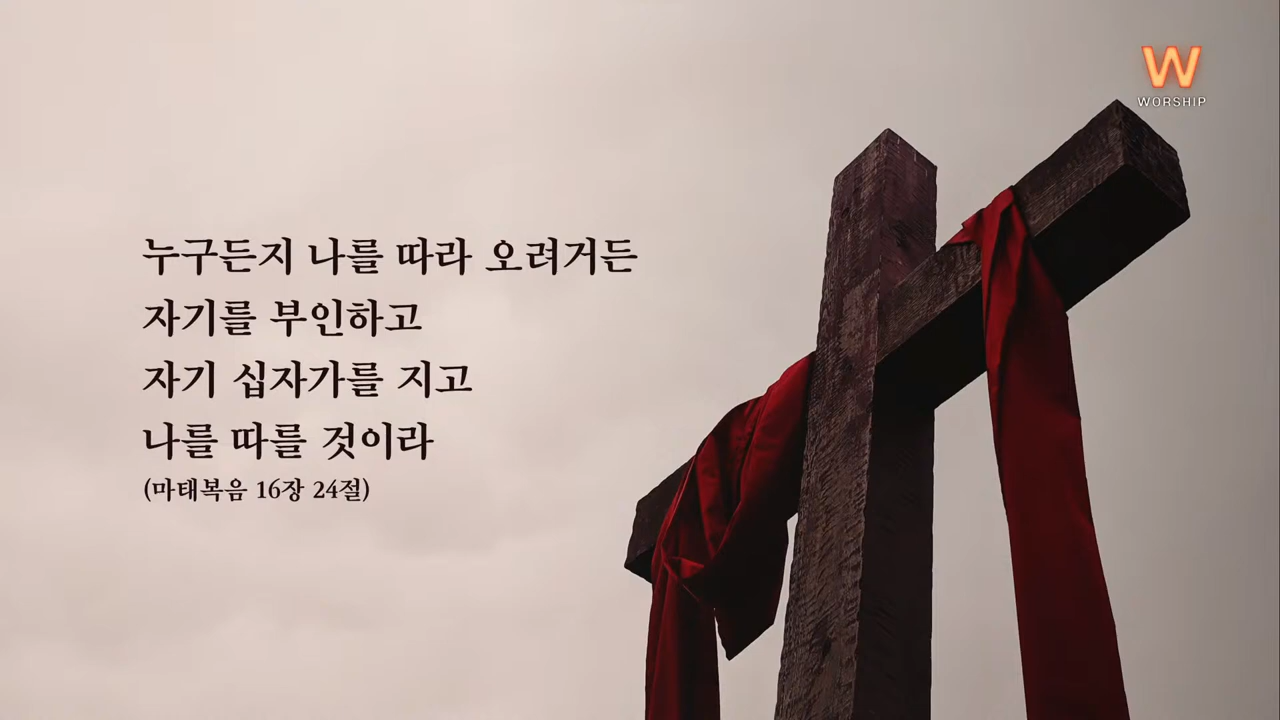 W
WORSHIP
누구든지 나를 따라 오려거든
자기를 부인하고
자기 십자가를 지고
나를 따를 것이라
(마태복음 16장 24절)